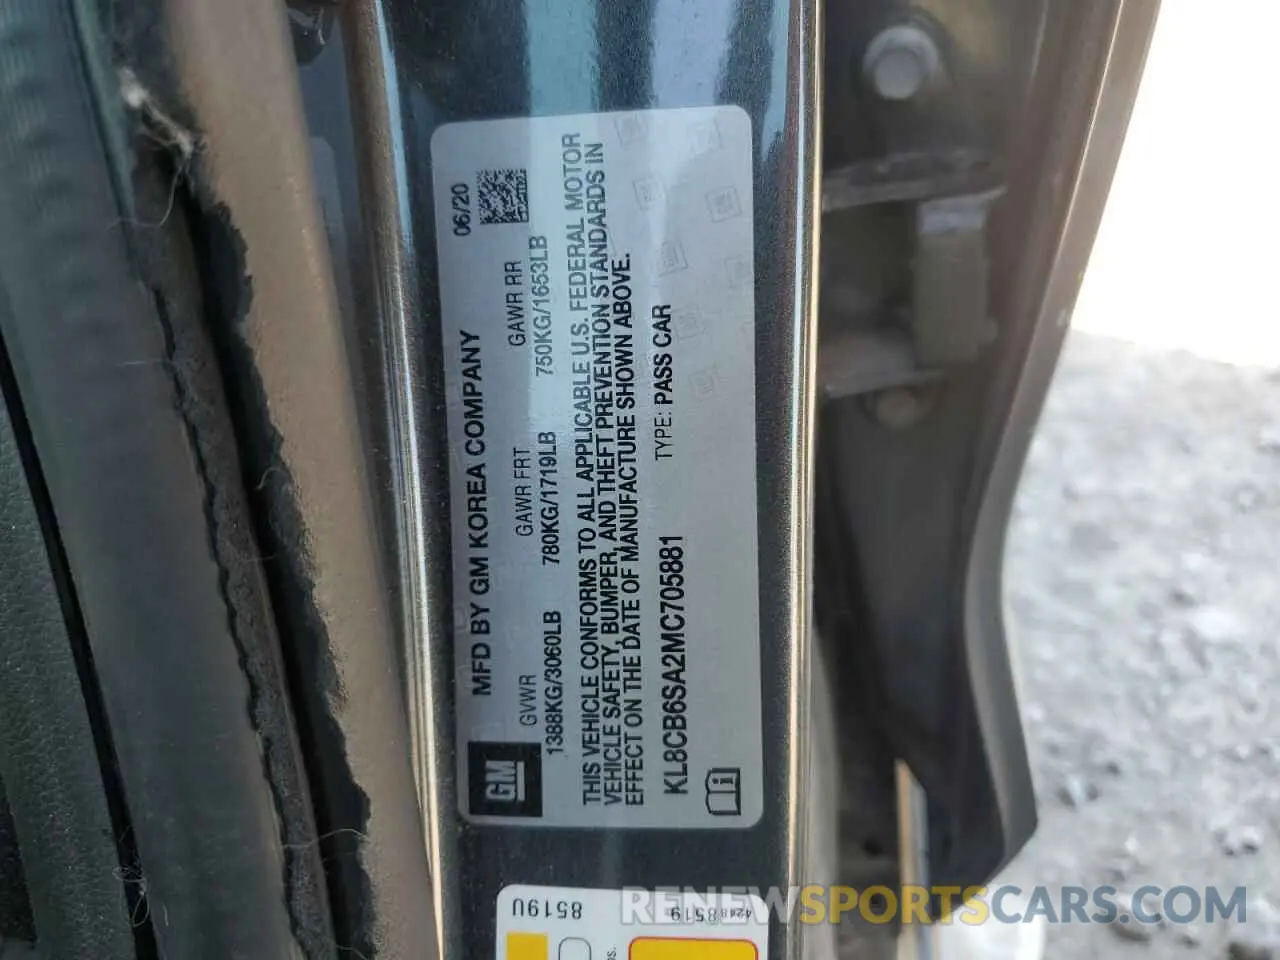 MFD BY GM KOREA COMPANY 06/20
GM
GVWR GAWR FRT GAWR RR
1388KG/3060LB 780KG/1719LB 750KG/1653LB
THIS VEHICLE CONFORMS TO ALL APPLICABLE U.S. FEDERAL MOTOR
VEHICLE SAFETY, BUMPER, AND THEFT PREVENTION STANDARDS IN
EFFECT ON THE DATE OF MANUFACTURE SHOWN ABOVE.
KL8CB6SA2MC705881 TYPE: PASS CAR
8519U
42488519
RENEWSPORTSCARS.COM